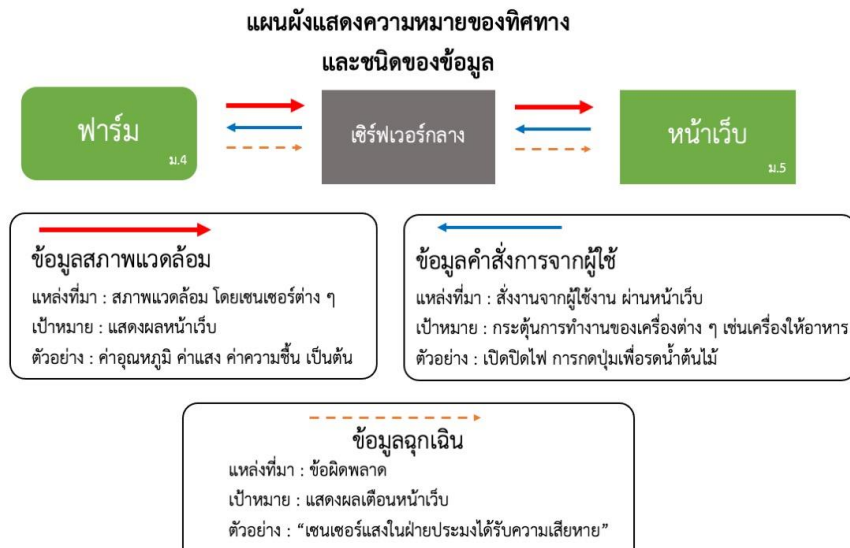 แผนผังแสดงความหมายของทิศทาง
และชนิดของข้อมูล
ฟาร์ม
ม.4
เซิร์ฟเวอร์กลาง
หน้าเว็บ
ม.5
ข้อมูลสภาพแวดล้อม
แหล่งที่มา : สภาพแวดล้อม โดยเซนเซอร์ต่าง ๆ
เป้าหมาย : แสดงผลหน้าเว็บ
ตัวอย่าง : ค่าอุณหภูมิ ค่าแสง ค่าความชื้น เป็นต้น
ข้อมูลคำสั่งการจากผู้ใช้
แหล่งที่มา : สั่งงานจากผู้ใช้งาน ผ่านหน้าเว็บ
เป้าหมาย : กระตุ้นการทำงานของเครื่องต่าง ๆ เช่นเครื่องให้อาหาร
ตัวอย่าง : เปิดปิดไฟ การกดปุ่มเพื่อรดน้ำต้นไม้
ข้อมูลฉุกเฉิน
แหล่งที่มา : ข้อผิดพลาด
เป้าหมาย : แสดงผลเตือนหน้าเว็บ
ตัวอย่าง : “เซนเซอร์แสงในฝ่ายประมงได้รับความเสียหาย”